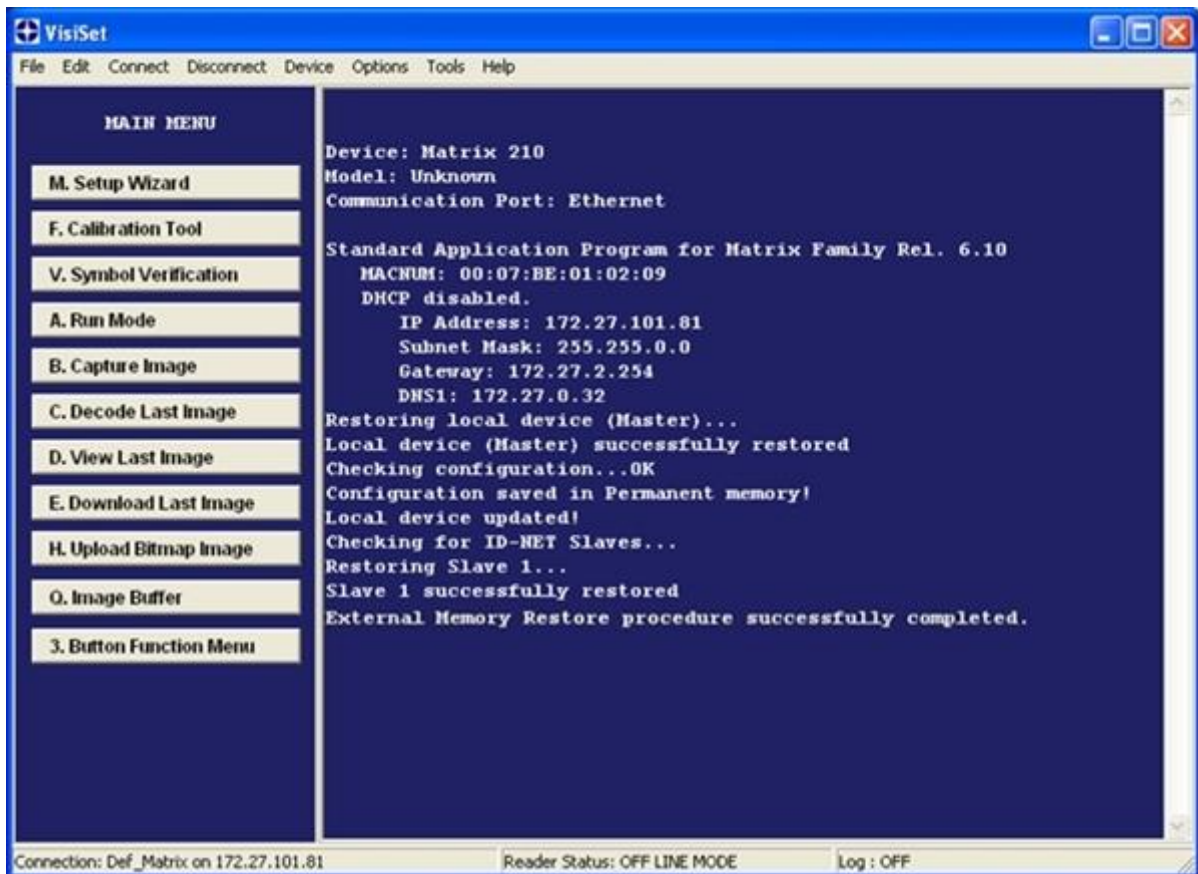 VisiSet
File Edit Connect Disconnect Device Options Tools Help
MAIN MENU
M. Setup Wizard
F. Calibration Tool
V. Symbol Verification
A. Run Mode
B. Capture Image
C. Decode Last Image
D. View Last Image
E. Download Last Image
H. Upload Bitmap Image
Q. Image Buffer
3. Button Function Menu
Device: Matrix 210
Model: Unknown
Communication Port: Ethernet
Standard Application Program for Matrix Family Rel. 6.10
MACNUM: 00:07:BE:01:02:09
DHCP disabled.
IP Address: 172.27.101.81
Subnet Mask: 255.255.0.0
Gateway: 172.27.2.254
DNS1: 172.27.0.32
Restoring local device (Master)...
Local device (Master) successfully restored
Checking configuration...OK
Configuration saved in Permanent memory!
Local device updated!
Checking for ID-NET Slaves...
Restoring Slave 1...
Slave 1 successfully restored
External Memory Restore procedure successfully completed.
Connection: Def_Matrix on 172.27.101.81 Reader Status: OFF LINE MODE Log : OFF